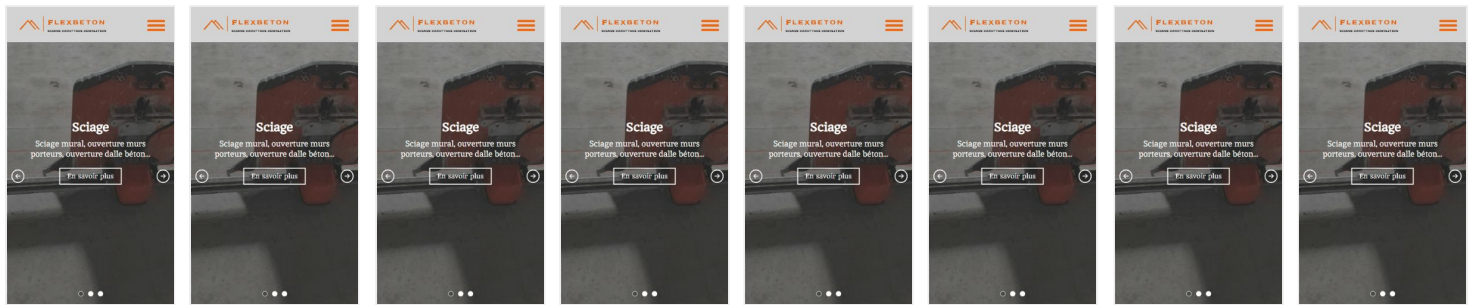 FLEXBETON FLEXBETON FLEXBETON FLEXBETON FLEXBETON FLEXBETON FLEXBETON FLEXBETON
Sciage Sciage Sciage Sciage Sciage Sciage Sciage Sciage
Sciage mural, ouverture murs Sciage mural, ouverture murs Sciage mural, ouverture murs Sciage mural, ouverture murs Sciage mural, ouverture murs Sciage mural, ouverture murs Sciage mural, ouverture murs Sciage mural, ouverture murs
porteurs, ouverture dalle béton... porteurs, ouverture dalle béton... porteurs, ouverture dalle béton... porteurs, ouverture dalle béton... porteurs, ouverture dalle béton... porteurs, ouverture dalle béton... porteurs, ouverture dalle béton... porteurs, ouverture dalle béton...
En savoir plus En savoir plus En savoir plus En savoir plus En savoir plus En savoir plus En savoir plus En savoir plus